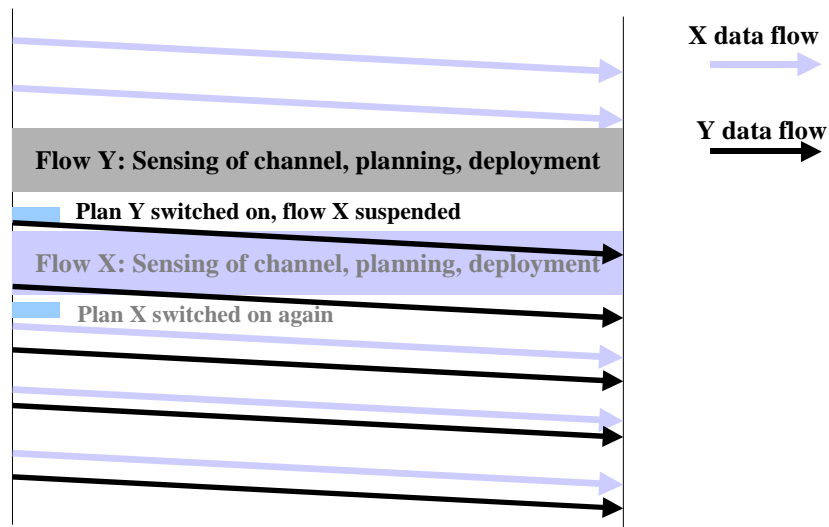 X data flow
Y data flow
Flow Y: Sensing of channel, planning, deployment
Plan Y switched on, flow X suspended
Flow X: Sensing of channel, planning, deployment
Plan X switched on again